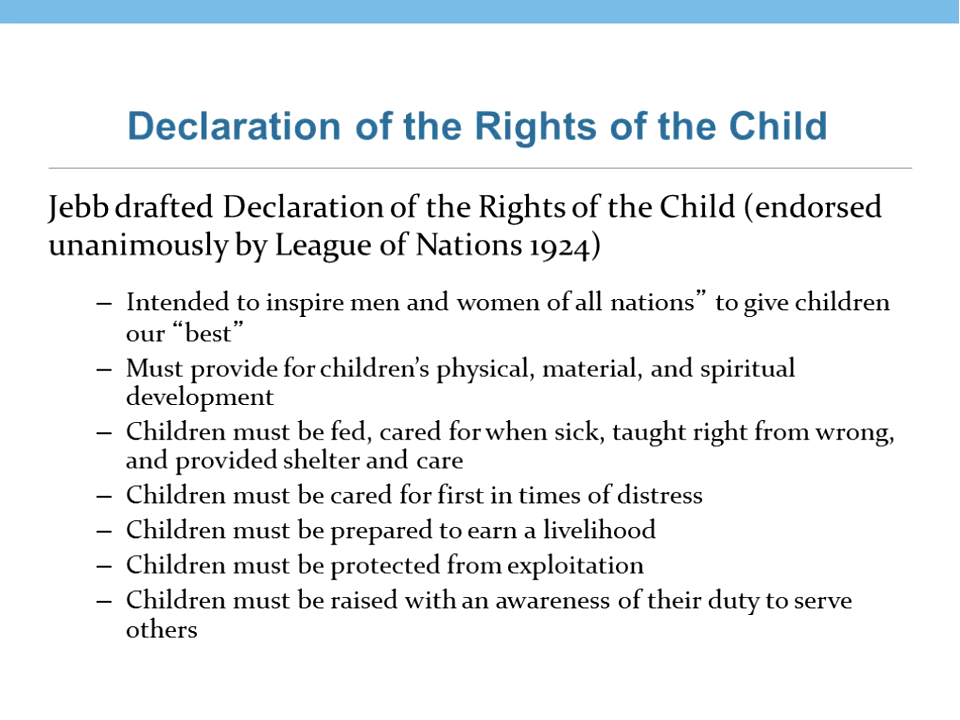 Declaration of the Rights of the Child
Jebb drafted Declaration of the Rights of the Child (endorsed
unanimously by League of Nations 1924)
– Intended to inspire men and women of all nations” to give children
our “best”
– Must provide for children’s physical, material, and spiritual
development
– Children must be fed, cared for when sick, taught right from wrong,
and provided shelter and care
– Children must be cared for first in times of distress
– Children must be prepared to earn a livelihood
– Children must be protected from exploitation
– Children must be raised with an awareness of their duty to serve
others